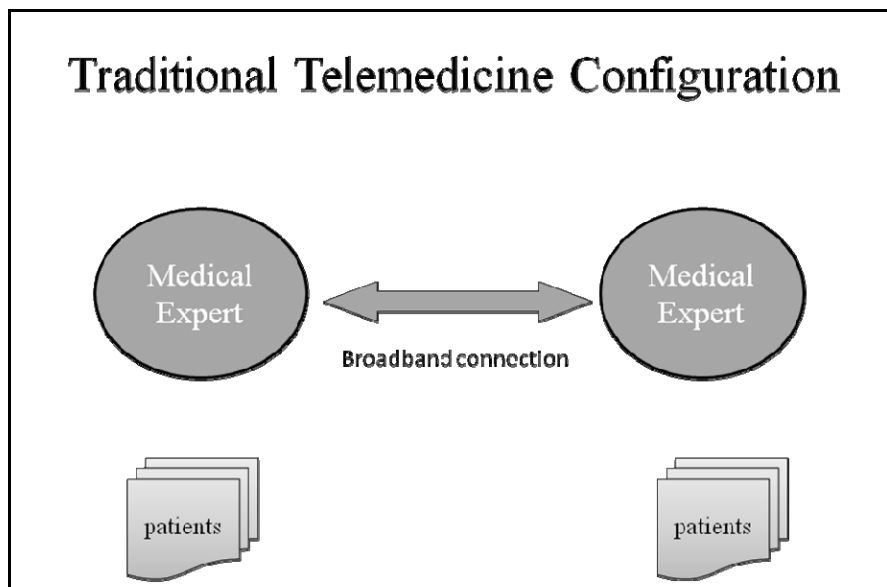 Traditional Telemedicine Configuration
Medical
Expert
Medical
Expert
Broadband connection
patients
patients